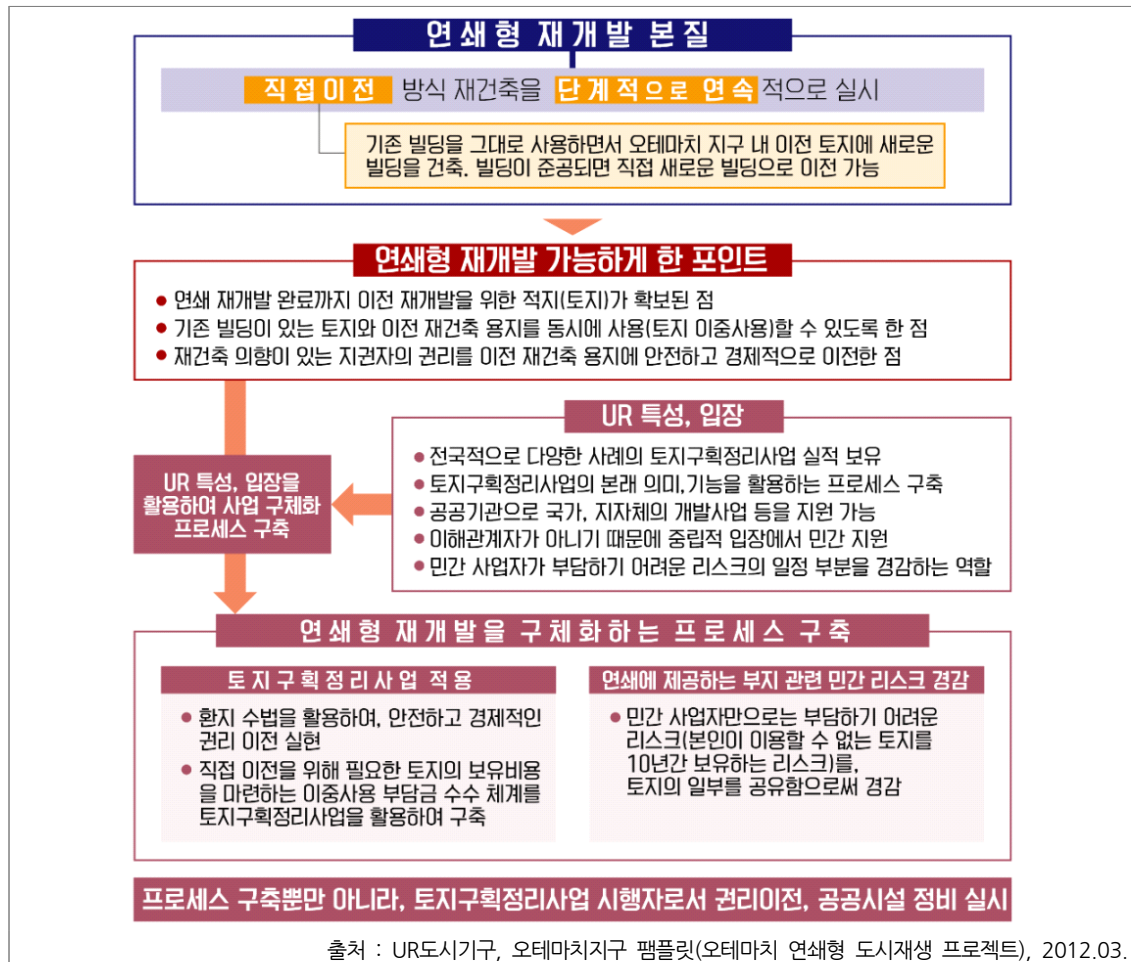 연쇄형 재개발 본질
직접이전 방식 재건축을 단계적으로 연속적으로 실시
기존 빌딩을 그대로 사용하면서 오테마치 지구 내 이전 토지에 새로운
빌딩을 건축. 빌딩이 준공되면 직접 새로운 빌딩으로 이전 가능
연쇄형 재개발 가능하게 한 포인트
● 연쇄 재개발 완료까지 이전 재개발을 위한 적지(토지)가 확보된 점
● 기존 빌딩이 있는 토지와 이전 재건축 용지를 동시에 사용(토지 이중사용)할 수 있도록 한 점
● 재건축 의향이 있는 지권자의 권리를 이전 재건축 용지에 안전하고 경제적으로 이전한 점
UR 특성, 입장
● 전국적으로 다양한 사례의 토지구획정리사업 실적 보유
● 토지구획정리사업의 본래 의미,기능을 활용하는 프로세스 구축
● 공공기관으로 국가, 지자체의 개발사업 등을 지원 가능
● 이해관계자가 아니기 때문에 중립적 입장에서 민간 지원
● 민간 사업자가 부담하기 어려운 리스크의 일정 부분을 경감하는 역할
UR 특성, 입장을
활용하여 사업 구체화
프로세스 구축
연쇄형 재개발을 구체화하는 프로세스 구축
토지구획정리사업 적용
● 환지 수법을 활용하여, 안전하고 경제적인
권리 이전 실현
● 직접 이전을 위해 필요한 토지의 보유비용
을 마련하는 이중사용 부담금 수수 체계를
토지구획정리사업을 활용하여 구축
연쇄에 제공하는 부지 관련 민간 리스크 경감
● 민간 사업자만으로는 부담하기 어려운
리스크(본인이 이용할 수 없는 토지를
10년간 보유하는 리스크)를,
토지의 일부를 공유함으로써 경감
프로세스 구축뿐만 아니라, 토지구획정리사업 시행자로서 권리이전, 공공시설 정비 실시
출처 : UR도시기구, 오테마치지구 팸플릿(오테마치 연쇄형 도시재생 프로젝트), 2012.03.